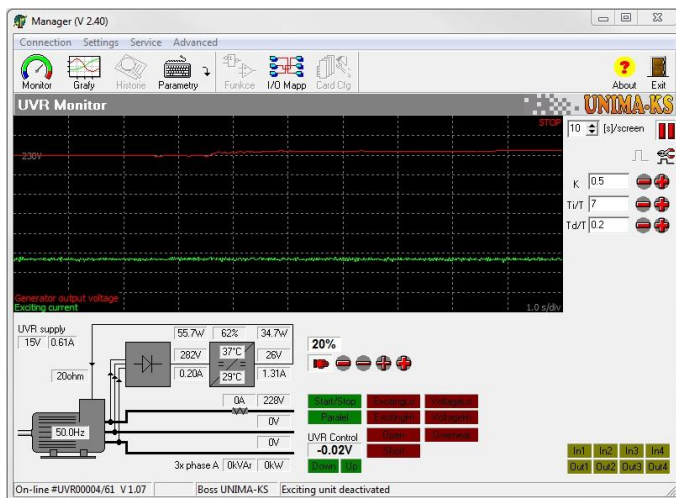 Manager (V 2.40)
Connection Settings Service Advanced
Monitor Grafy Historie Parametry Funkce I/O Mapp Card Cfg About Exit
UVR Monitor UNIMA-KS
STOP
10 [s]/screen
230V
K 0.5
Ti/T 7
Td/T 0.2
Generator output voltage
Exciting current
1.0 s/div
UVR supply
15V 0.61A
55.7W 62% 34.7W
282V 37°C 26V
0.20A 29°C 1.31A
20ohm
20%
0A 228V
0V
50.0Hz
0V
3x phase A 0kVAr 0kW
Start/Stop
Paralel
UVR Control
-0.02V
Down Up
Open
Short
Overheat
In1 In2 In3 In4
Out1 Out2 Out3 Out4
On-line #UVR00004/61 V 1.07 Boss UNIMA-KS Exciting unit deactivated